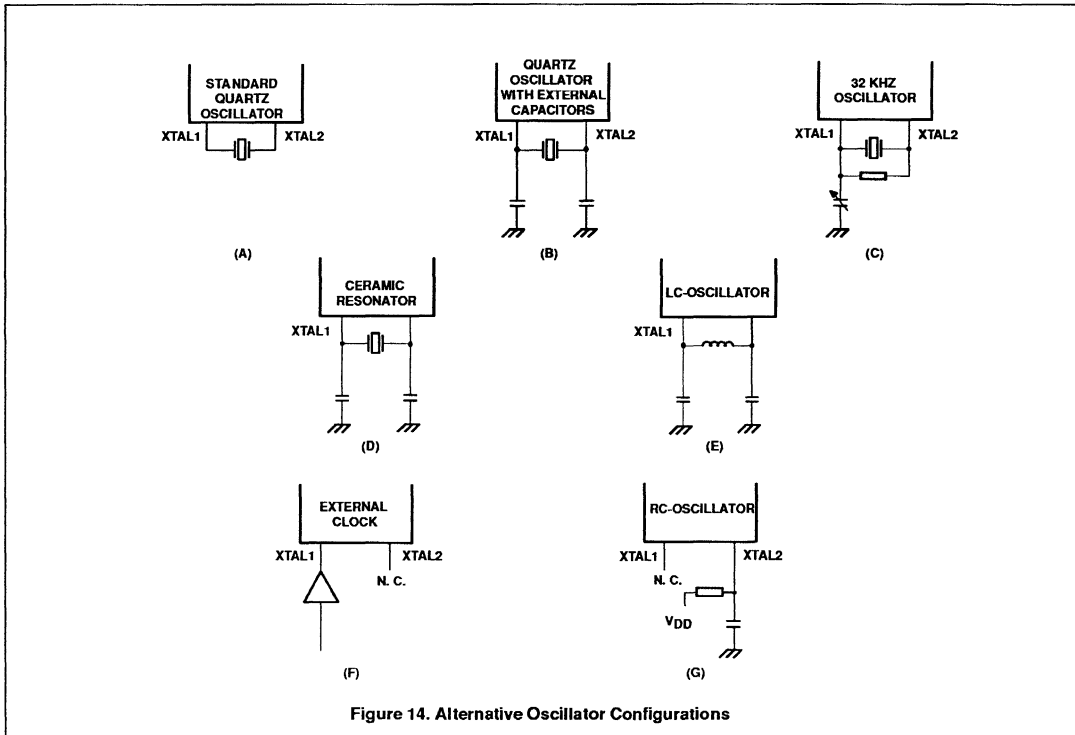 STANDARD
QUARTZ
OSCILLATOR
XTAL1
XTAL2
(A)
QUARTZ
OSCILLATOR
WITH EXTERNAL
CAPACITORS
XTAL1
XTAL2
(B)
32 KHZ
OSCILLATOR
XTAL1
XTAL2
(C)
CERAMIC
RESONATOR
XTAL1
(D)
LC-OSCILLATOR
XTAL1
(E)
EXTERNAL
CLOCK
XTAL1
XTAL2
N. C.
(F)
RC-OSCILLATOR
XTAL1
XTAL2
N. C.
VDD
(G)
Figure 14. Alternative Oscillator Configurations